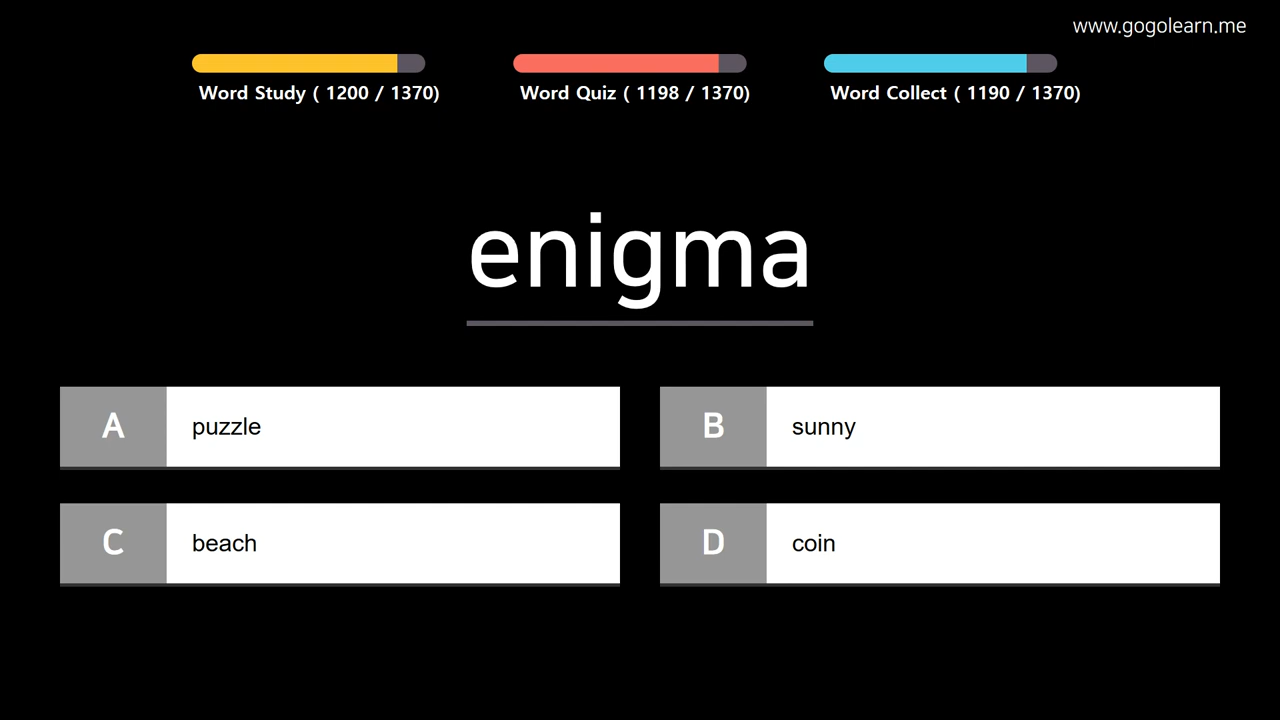 www.gogolearn.me
Word Study ( 1200 / 1370)
Word Quiz ( 1198 / 1370)
Word Collect ( 1190 / 1370)
enigma
A puzzle
B sunny
C beach
D coin